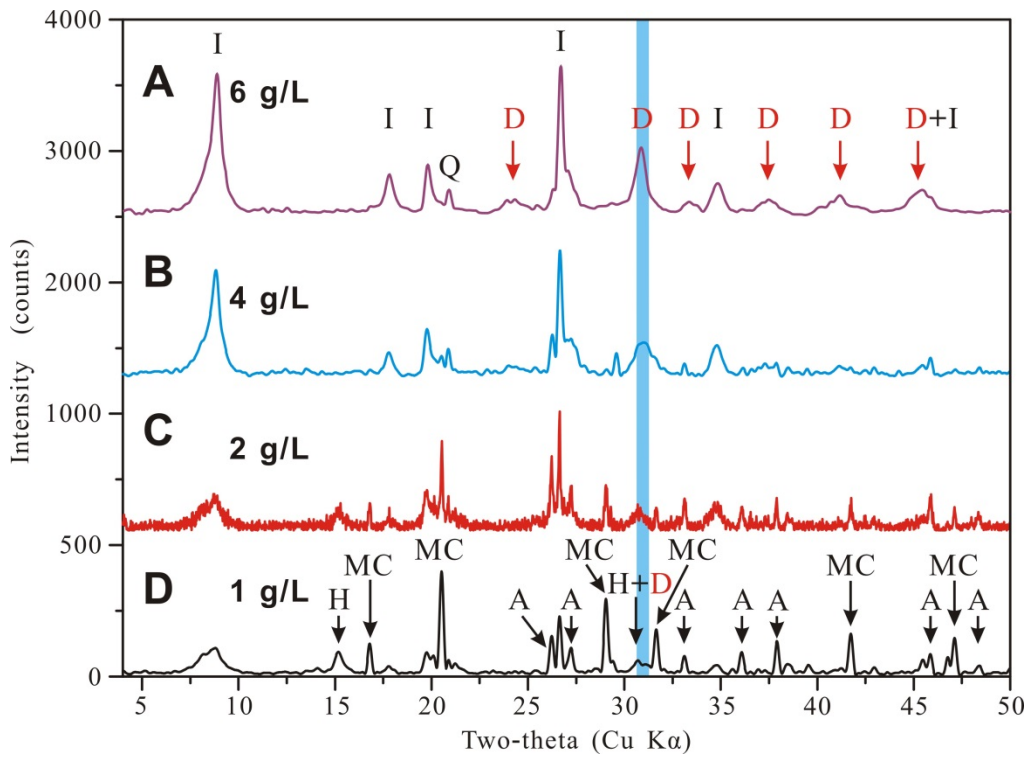 4000
3000
2000
1000
500
0
Intensity (counts)
A
6 g/L
I
I
I
Q
D
I
D
D
I
D
D
D+I
B
4 g/L
C
2 g/L
D
1 g/L
H
MC
MC
A
A
MC
H+D
MC
A
A
A
MC
A
MC
A
5
10
15
20
25
30
35
40
45
50
Two-theta (Cu Kα)